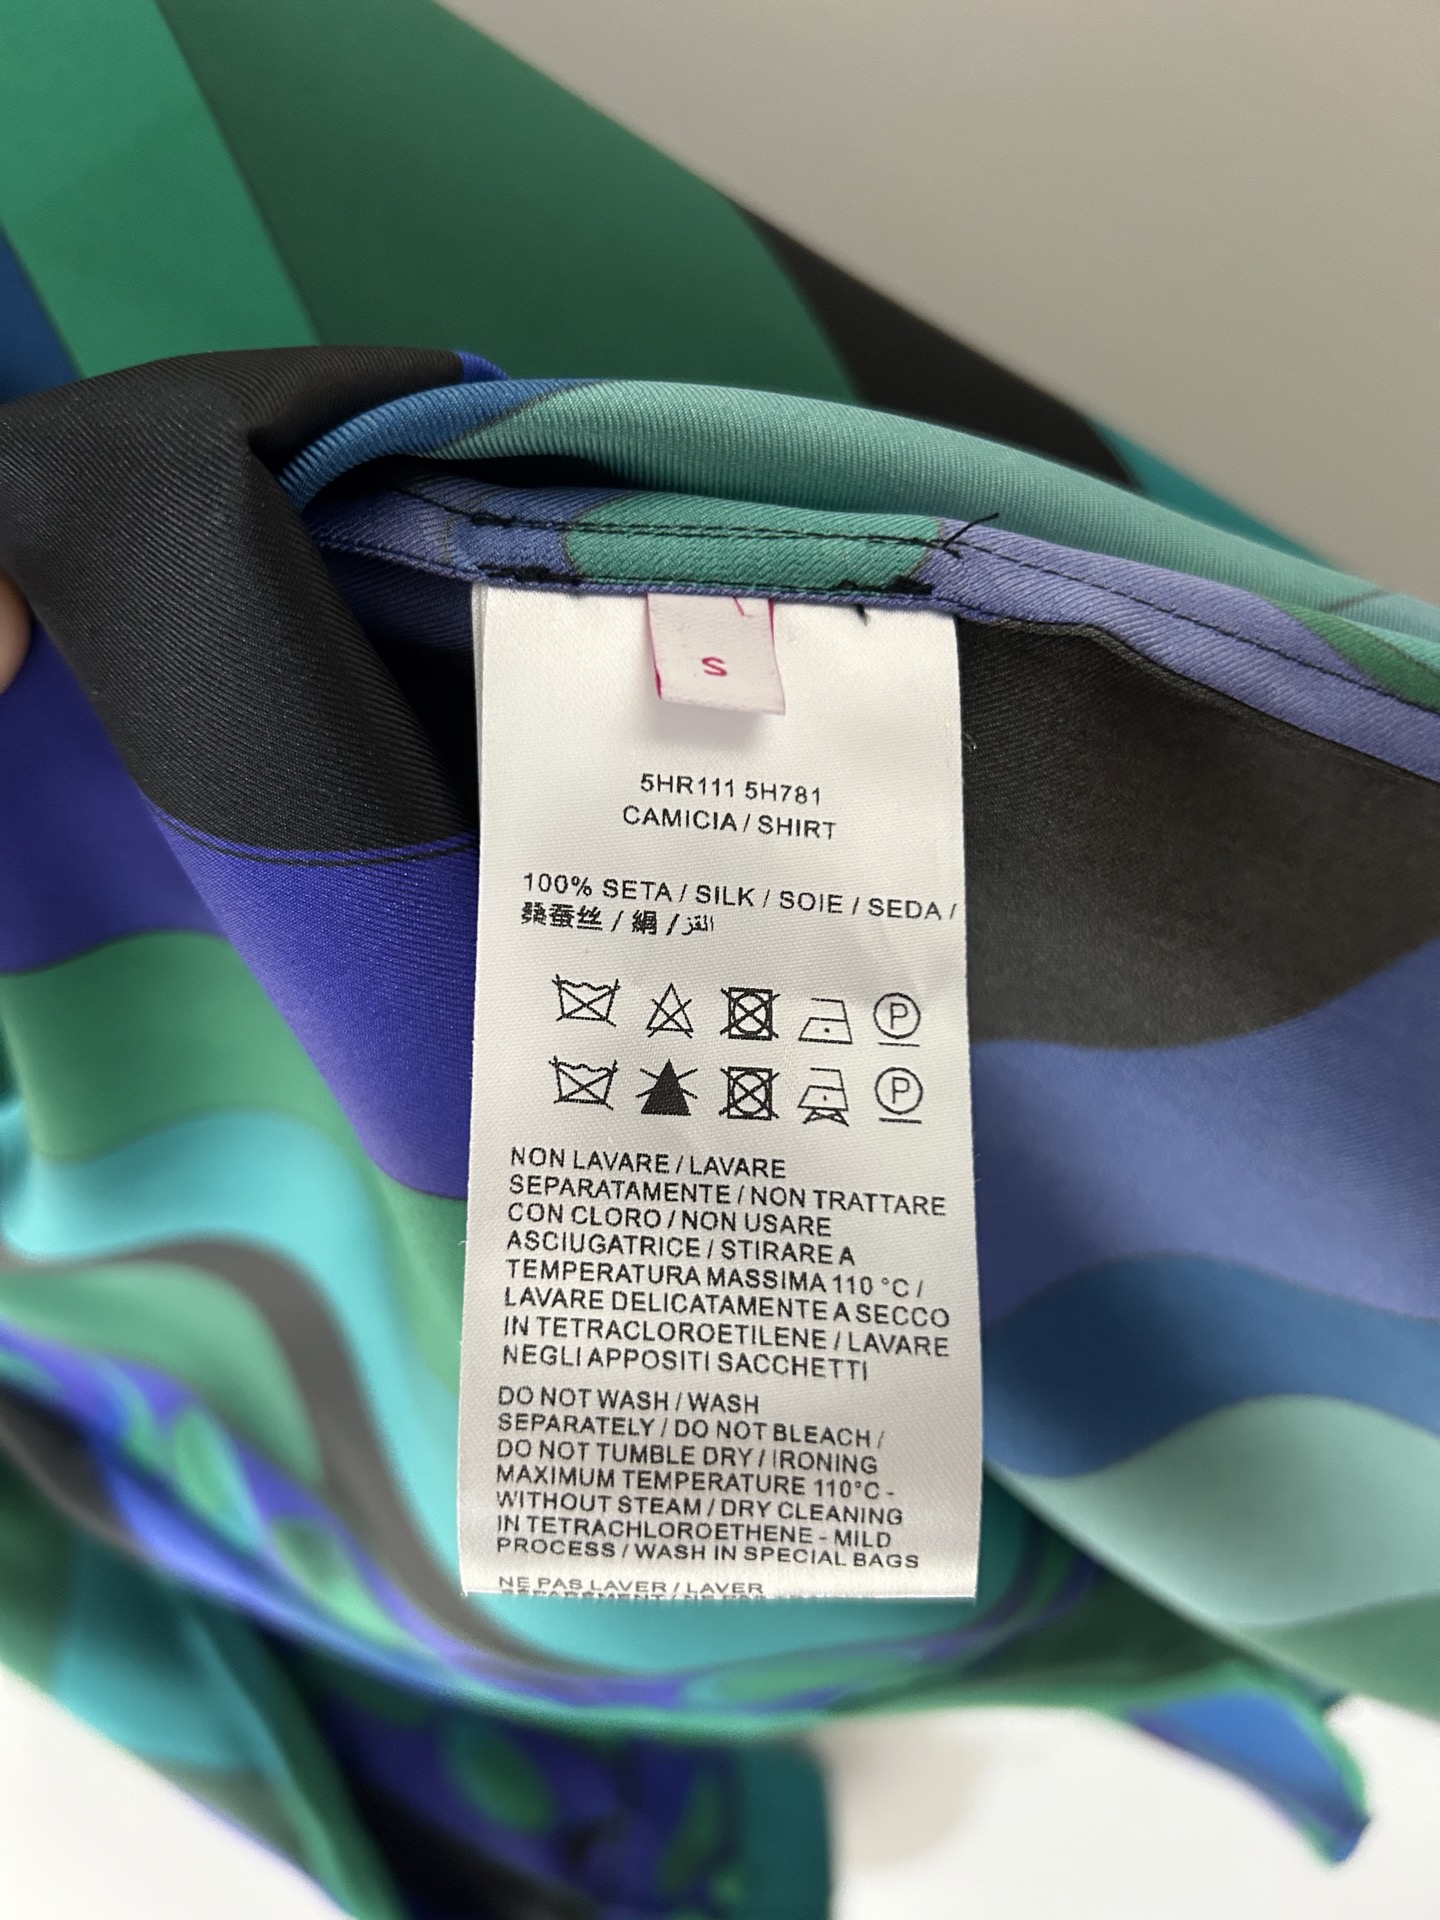 S
5HR111 5H781
CAMICIA / SHIRT
100% SETA / SILK / SOIE / SEDA /
桑蚕丝 / 絹 / القز
P
P
NON LAVARE / LAVARE
SEPARATAMENTE / NON TRATTARE
CON CLORO / NON USARE
ASCIUGATRICE / STIRARE A
TEMPERATURA MASSIMA 110 °C /
LAVARE DELICATAMENTE A SECCO
IN TETRACLOROETILENE / LAVARE
NEGLI APPOSITI SACCHETTI
DO NOT WASH / WASH
SEPARATELY / DO NOT BLEACH /
DO NOT TUMBLE DRY / IRONING
MAXIMUM TEMPERATURE 110°C -
WITHOUT STEAM / DRY CLEANING
IN TETRACHLOROETHENE - MILD
PROCESS / WASH IN SPECIAL BAGS
NE PAS LAVER / LAVER